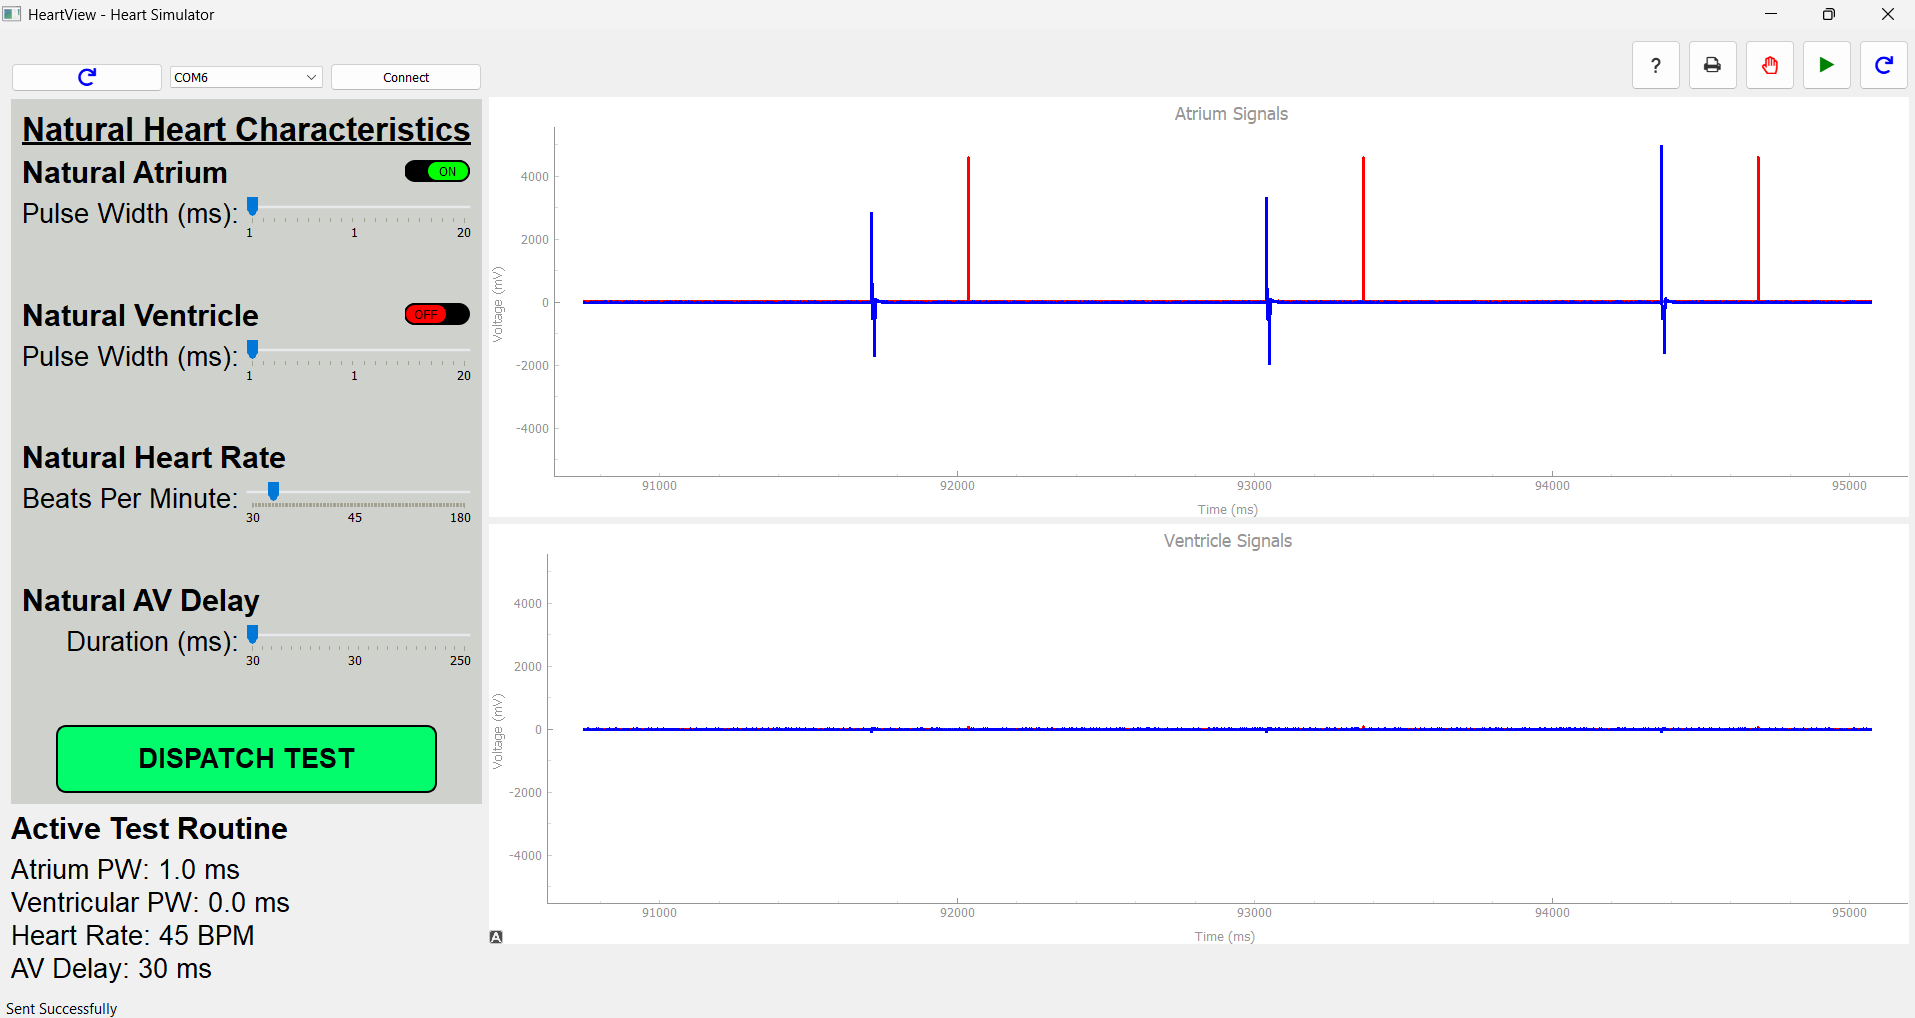 HeartView - Heart Simulator
COM6
Connect
?
Natural Heart Characteristics
Natural Atrium
ON
Pulse Width (ms):
1 1 20
Natural Ventricle
OFF
Pulse Width (ms):
1 1 20
Natural Heart Rate
Beats Per Minute:
30 45 180
Natural AV Delay
Duration (ms):
30 30 250
DISPATCH TEST
Active Test Routine
Atrium PW: 1.0 ms
Ventricular PW: 0.0 ms
Heart Rate: 45 BPM
AV Delay: 30 ms
Sent Successfully
Atrium Signals
Voltage (mV)
4000
2000
0
-2000
-4000
91000 92000 93000 94000 95000
Time (ms)
Ventricle Signals
Voltage (mV)
4000
2000
0
-2000
-4000
91000 92000 93000 94000 95000
Time (ms)
A